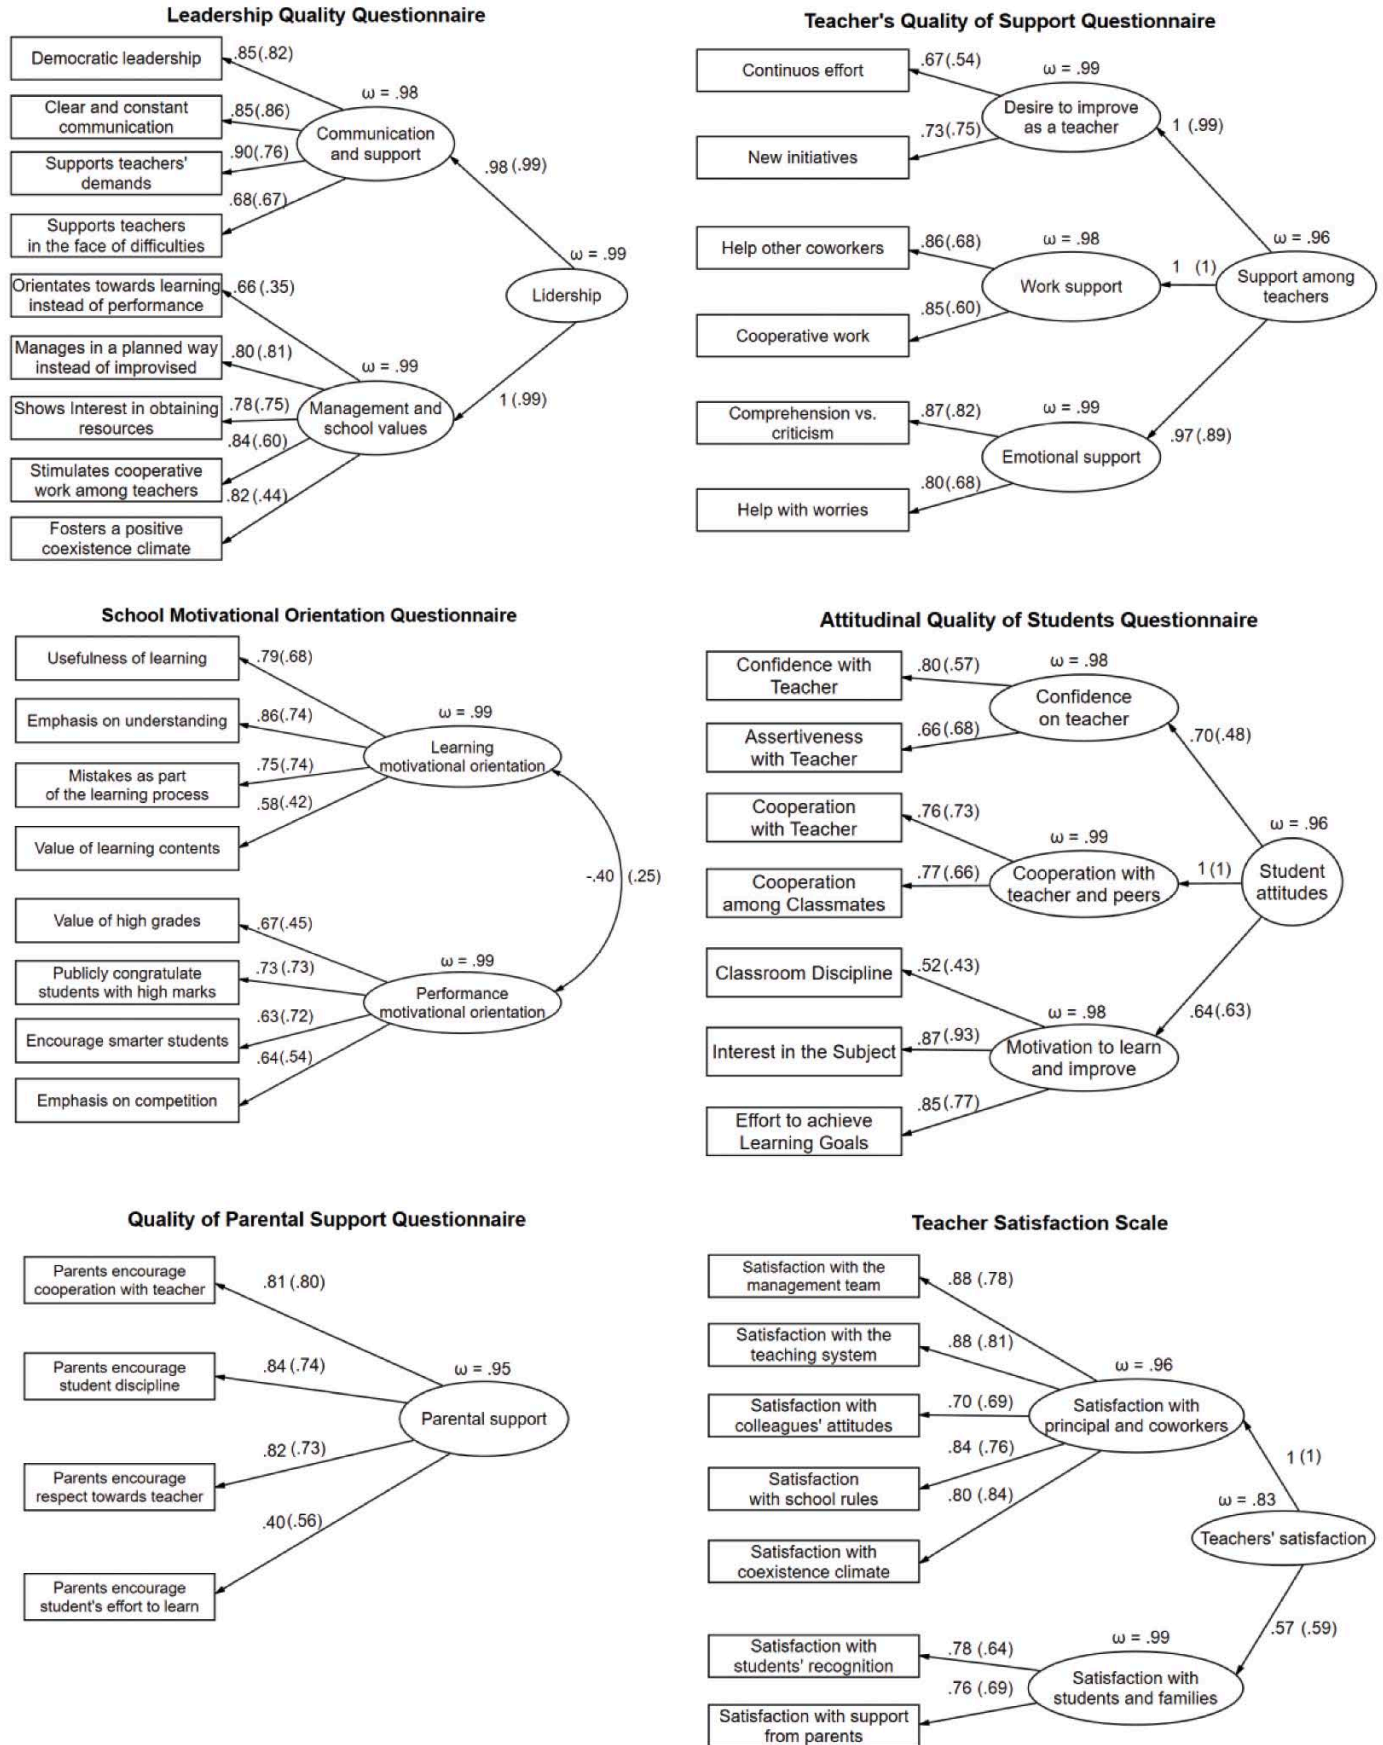 Leadership Quality Questionnaire
Democratic leadership
Clear and constant
communication
Supports teachers'
demands
Supports teachers
in the face of difficulties
Orientates towards learning
instead of performance
Manages in a planned way
instead of improvised
Shows Interest in obtaining
resources
Stimulates cooperative
work among teachers
Fosters a positive
coexistence climate
.85(.82)
.85(.86)
.90(.76)
.68(.67)
.66 (.35)
.80(.81)
.78(.75)
.84(.60)
.82(.44)
ω = .98
Communication
and support
ω = .99
Management and
school values
.98 (.99)
1 (.99)
ω = .99
Lidership
Teacher's Quality of Support Questionnaire
Continuos effort
New initiatives
Help other coworkers
Cooperative work
Comprehension vs.
criticism
Help with worries
.67(.54)
.73(.75)
.86(.68)
.85(.60)
.87(.82)
.80(.68)
ω = .99
Desire to improve
as a teacher
ω = .98
Work support
ω = .99
Emotional support
1 (.99)
1 (1)
.97(.89)
ω = .96
Support among
teachers
School Motivational Orientation Questionnaire
Usefulness of learning
Emphasis on understanding
Mistakes as part
of the learning process
Value of learning contents
Value of high grades
Publicly congratulate
students with high marks
Encourage smarter students
Emphasis on competition
.79(.68)
.86(.74)
.75(.74)
.58(.42)
.67(.45)
.73 (.73)
.63(.72)
.64(.54)
ω = .99
Learning
motivational orientation
ω = .99
Performance
motivational orientation
-.40 (.25)
Attitudinal Quality of Students Questionnaire
Confidence with
Teacher
Assertiveness
with Teacher
Cooperation
with Teacher
Cooperation
among Classmates
Classroom Discipline
Interest in the Subject
Effort to achieve
Learning Goals
.80(.57)
.66(.68)
.76(.73)
.77(.66)
.52(.43)
.87(.93)
.85(.77)
ω = .98
Confidence
on teacher
ω = .99
Cooperation with
teacher and peers
ω = .98
Motivation to learn
and improve
.70(.48)
1 (1)
.64(.63)
ω = .96
Student
attitudes
Quality of Parental Support Questionnaire
Parents encourage
cooperation with teacher
Parents encourage
student discipline
Parents encourage
respect towards teacher
Parents encourage
student's effort to learn
.81 (.80)
.84 (.74)
.82 (.73)
.40(.56)
ω = .95
Parental support
Teacher Satisfaction Scale
Satisfaction with the
management team
Satisfaction with the
teaching system
Satisfaction with
colleagues' attitudes
Satisfaction
with school rules
Satisfaction with
coexistence climate
Satisfaction with
students' recognition
Satisfaction with support
from parents
.88 (.78)
.88 (.81)
.70 (.69)
.84 (.76)
.80 (.84)
.78 (.64)
.76 (.69)
ω = .96
Satisfaction with
principal and coworkers
ω = .99
Satisfaction with
students and families
1 (1)
.57 (.59)
ω = .83
Teachers' satisfaction